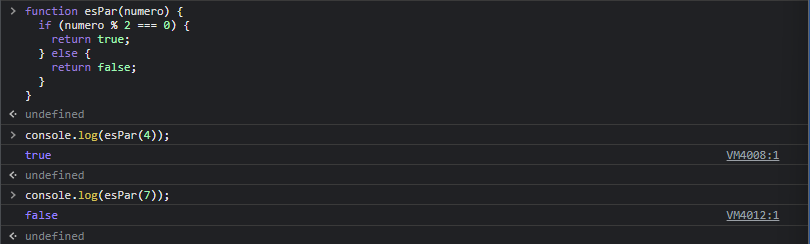 > function esPar(numero) {
if (numero % 2 === 0) {
return true;
} else {
return false;
}
}
undefined
> console.log(esPar(4));
true VM4008:1
undefined
> console.log(esPar(7));
false VM4012:1
undefined